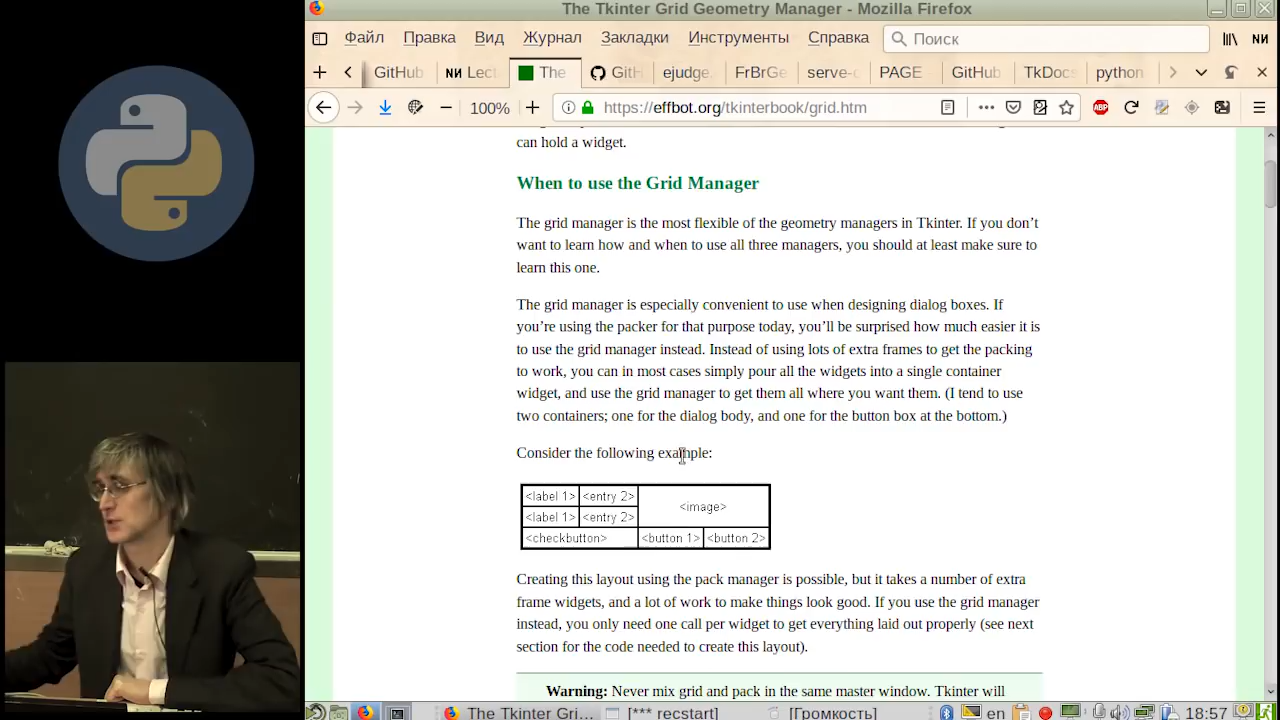 The Tkinter Grid Geometry Manager - Mozilla Firefox
Файл Правка Вид Журнал Закладки Инструменты Справка Поиск
GitHub Lect The GitH ejudge. FrBrGe serve-c PAGE GitHub TkDocs python
100% https://effbot.org/tkinterbook/grid.htm ABP
can hold a widget.
When to use the Grid Manager
The grid manager is the most flexible of the geometry managers in Tkinter. If you don’t
want to learn how and when to use all three managers, you should at least make sure to
learn this one.
The grid manager is especially convenient to use when designing dialog boxes. If
you’re using the packer for that purpose today, you’ll be surprised how much easier it is
to use the grid manager instead. Instead of using lots of extra frames to get the packing
to work, you can in most cases simply pour all the widgets into a single container
widget, and use the grid manager to get them all where you want them. (I tend to use
two containers; one for the dialog body, and one for the button box at the bottom.)
Consider the following example:
<label 1> <entry 2> <image>
<label 1> <entry 2>
<checkbutton> <button 1> <button 2>
Creating this layout using the pack manager is possible, but it takes a number of extra
frame widgets, and a lot of work to make things look good. If you use the grid manager
instead, you only need one call per widget to get everything laid out properly (see next
section for the code needed to create this layout).
Warning: Never mix grid and pack in the same master window. Tkinter will
The Tkinter Gri… [*** recstart] [Громкость] en 18:57